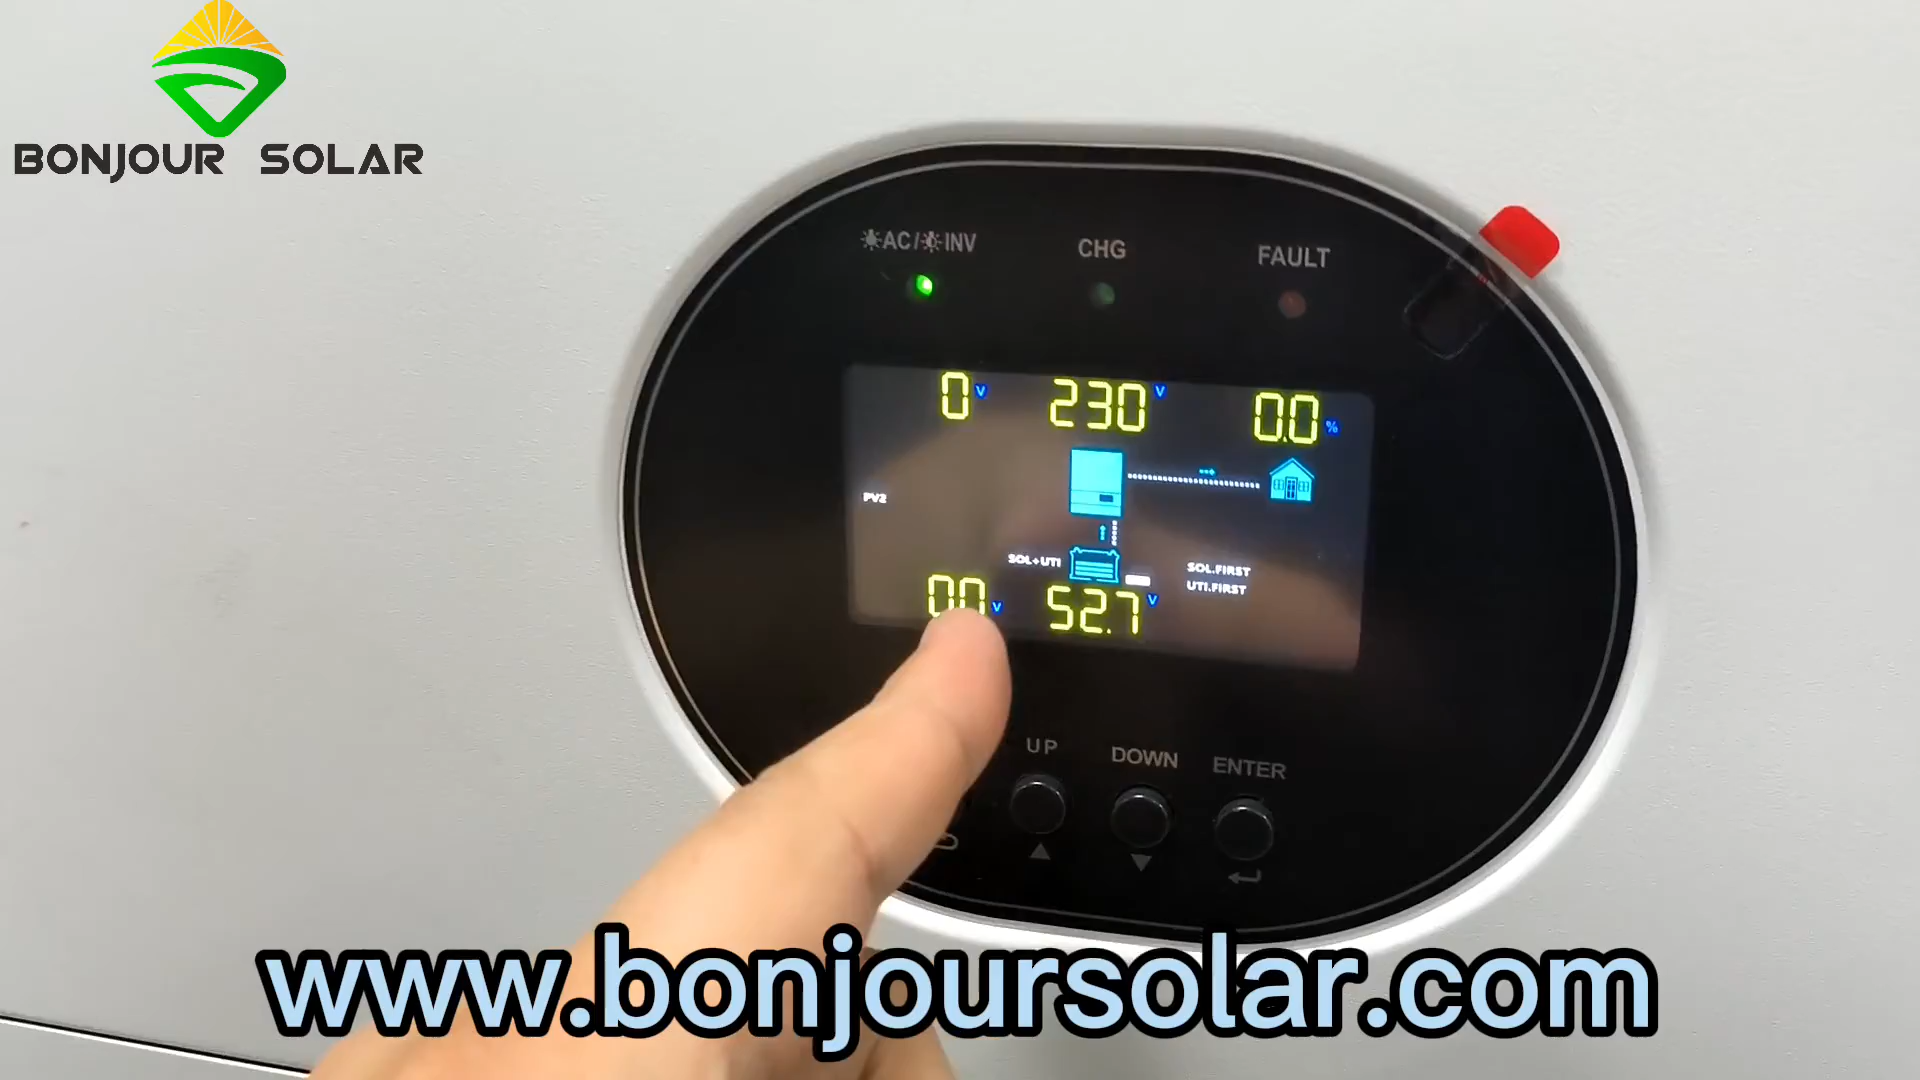 BONJOUR SOLAR
AC/ INV CHG FAULT
0 V 230 V 0.0 %
PV2
SOL+UTI
SOL.FIRST
UTI.FIRST
V 52.7 V
UP DOWN ENTER
www.bonjoursolar.com